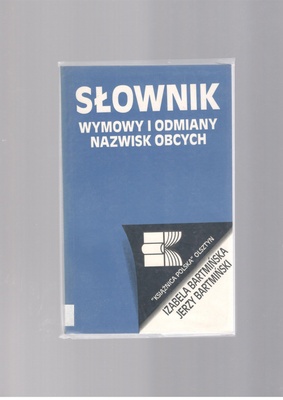 SŁOWNIK
WYMOWY I ODMIANY
NAZWISK OBCYCH
"KSIĄŻNICA POLSKA" OLSZTYN
IZABELA BARTMIŃSKA
JERZY BARTMIŃSKI